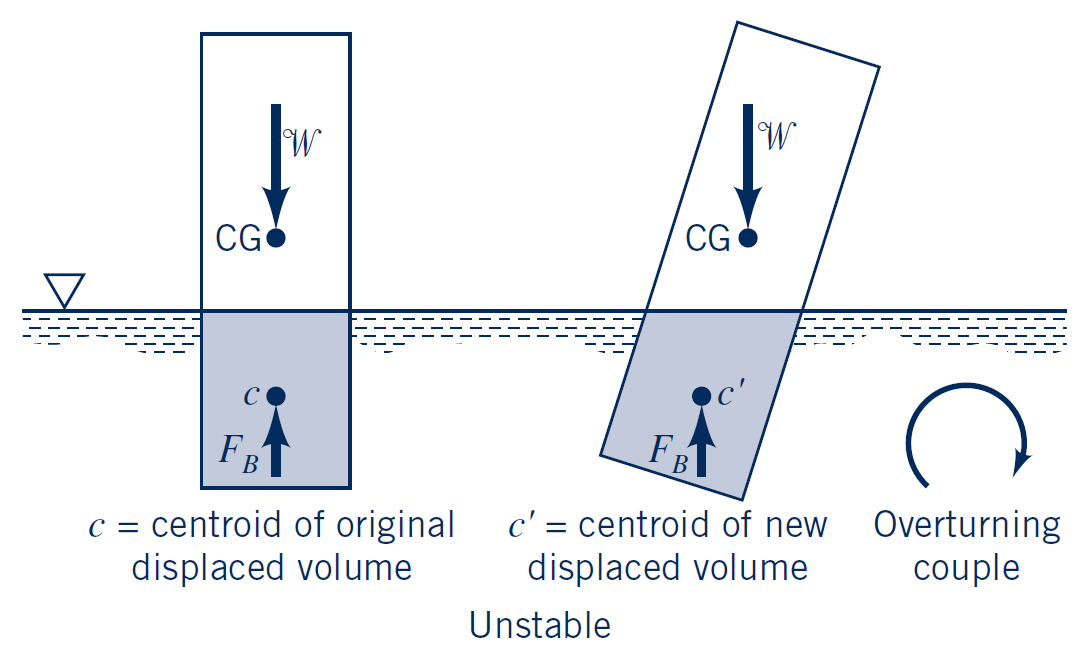 𝒲
𝒲
CG
CG
c
c′
F_B
F_B
c = centroid of original
displaced volume
c′ = centroid of new
displaced volume
Overturning
couple
Unstable